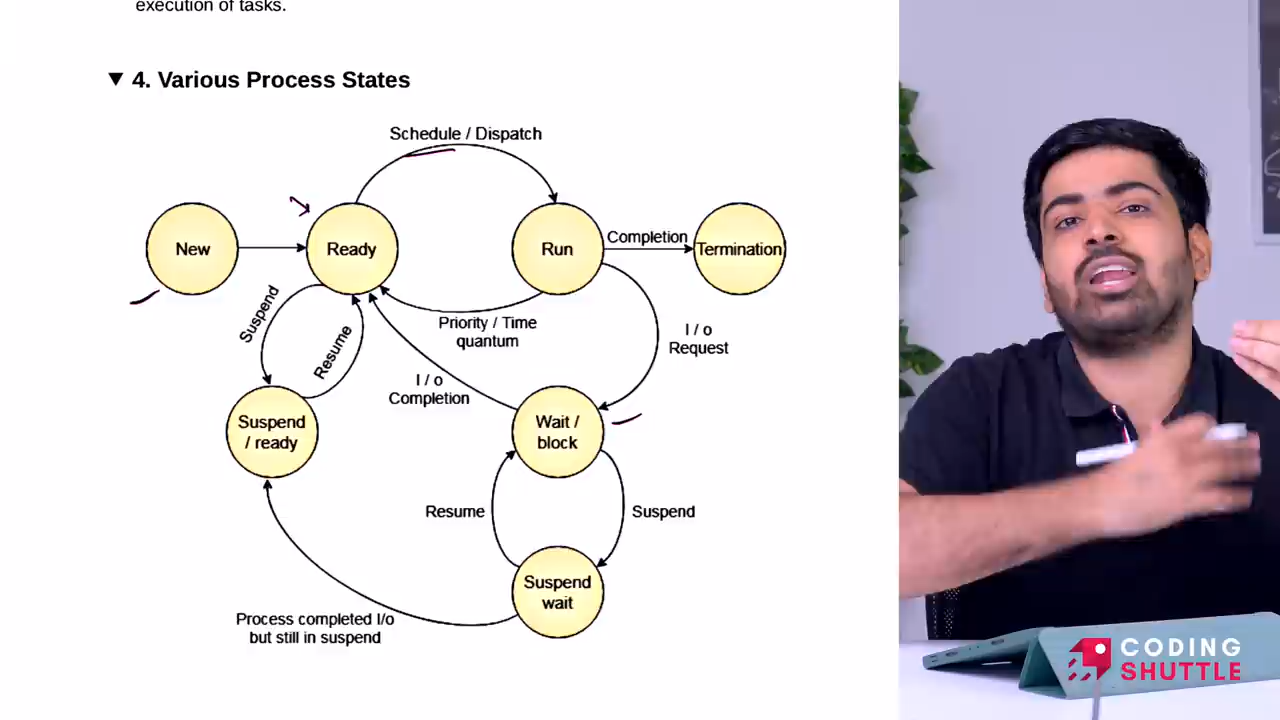 execution of tasks.
▼ 4. Various Process States
Schedule / Dispatch
New
Ready
Run
Completion
Termination
Suspend
Resume
Priority / Time
quantum
I / o
Request
I / o
Completion
Suspend
/ ready
Wait /
block
Resume
Suspend
Suspend
wait
Process completed I/o
but still in suspend
CODING
SHUTTLE